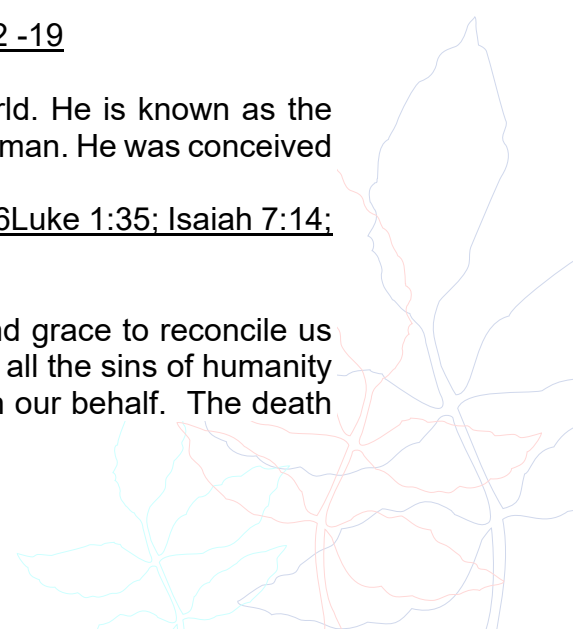 2 -19
rld. He is known as the
man. He was conceived
6Luke 1:35; Isaiah 7:14;
nd grace to reconcile us
all the sins of humanity
n our behalf.  The death